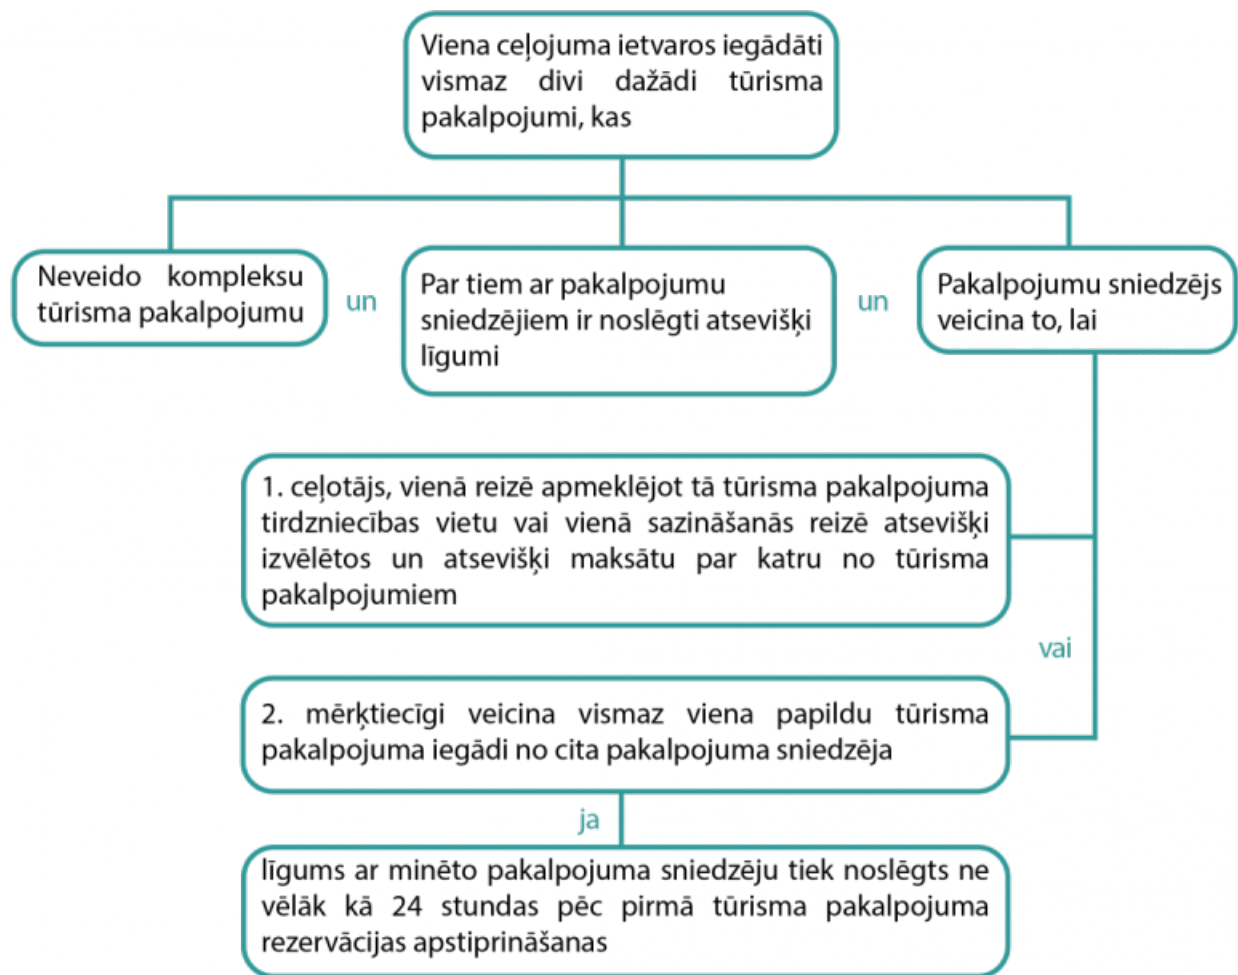 Viena ceļojuma ietvaros iegādāti
vismaz divi dažādi tūrisma
pakalpojumi, kas
Neveido kompleksu
tūrisma pakalpojumu
un
Par tiem ar pakalpojumu
sniedzējiem ir noslēgti atsevišķi
līgumi
un
Pakalpojumu sniedzējs
veicina to, lai
1. ceļotājs, vienā reizē apmeklējot tā tūrisma pakalpojuma
tirdzniecības vietu vai vienā sazināšanās reizē atsevišķi
izvēlētos un atsevišķi maksātu par katru no tūrisma
pakalpojumiem
vai
2. mērķtiecīgi veicina vismaz viena papildu tūrisma
pakalpojuma iegādi no cita pakalpojuma sniedzēja
ja
līgums ar minēto pakalpojuma sniedzēju tiek noslēgts ne
vēlāk kā 24 stundas pēc pirmā tūrisma pakalpojuma
rezervācijas apstiprināšanas